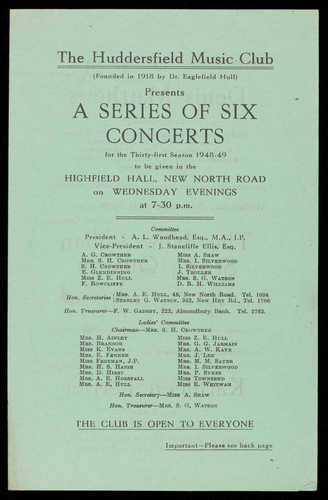 The Huddersfield Music Club
(Founded in 1918 by Dr. Eaglefield Hull)
Presents
A SERIES OF SIX
CONCERTS
for the Thirty-first Season 1948-49
to be given in the
HIGHFIELD HALL, NEW NORTH ROAD
on WEDNESDAY EVENINGS
at 7-30 p.m.
Committee
President - A. L. Woodhead, Esq., M.A., J.P.
Vice-President - J. Stancliffe Ellis, Esq.
A. G. Crowther Miss A. Shaw
Mrs. S. H. Crowther Mrs. I. Silverwood
S. H. Crowther I. Silverwood
E. Glendinning J. Troller
Miss Z. E. Hull Mrs. S. G. Watson
F. Rowcliffe D. R. H. Williams
Hon. Secretaries: Mrs. A. E. Hull, 48, New North Road. Tel. 1094
Stanley G. Watson, 342, New Hey Rd., Tel. 1706
Hon. Treasurer—F. W. Gadsby, 222, Almondbury Bank. Tel. 2763.
Ladies' Committee
Chairman—Mrs. S. H. Crowther
Mrs. H. Ainley Miss Z. E. Hull
Mrs. Branson Mrs. G. G. Jarmain
Miss K. Evans Mrs. A. W. Kaye
Mrs. E. Fenner Mrs. J. Lee
Miss Freeman, J.P. Mrs. M. M. Sayer
Mrs. H. S. Haigh Mrs. I. Silverwood
Mrs. D. Hirst Mrs. P. Sykes
Mrs. A. E. Horsfall Miss Townsend
Mrs. A. E. Hull Miss E. Whitwam
Hon. Secretary—Miss A. Shaw
Hon. Treasurer—Mrs. S. G. Watson
THE CLUB IS OPEN TO EVERYONE
Important—Please see back page